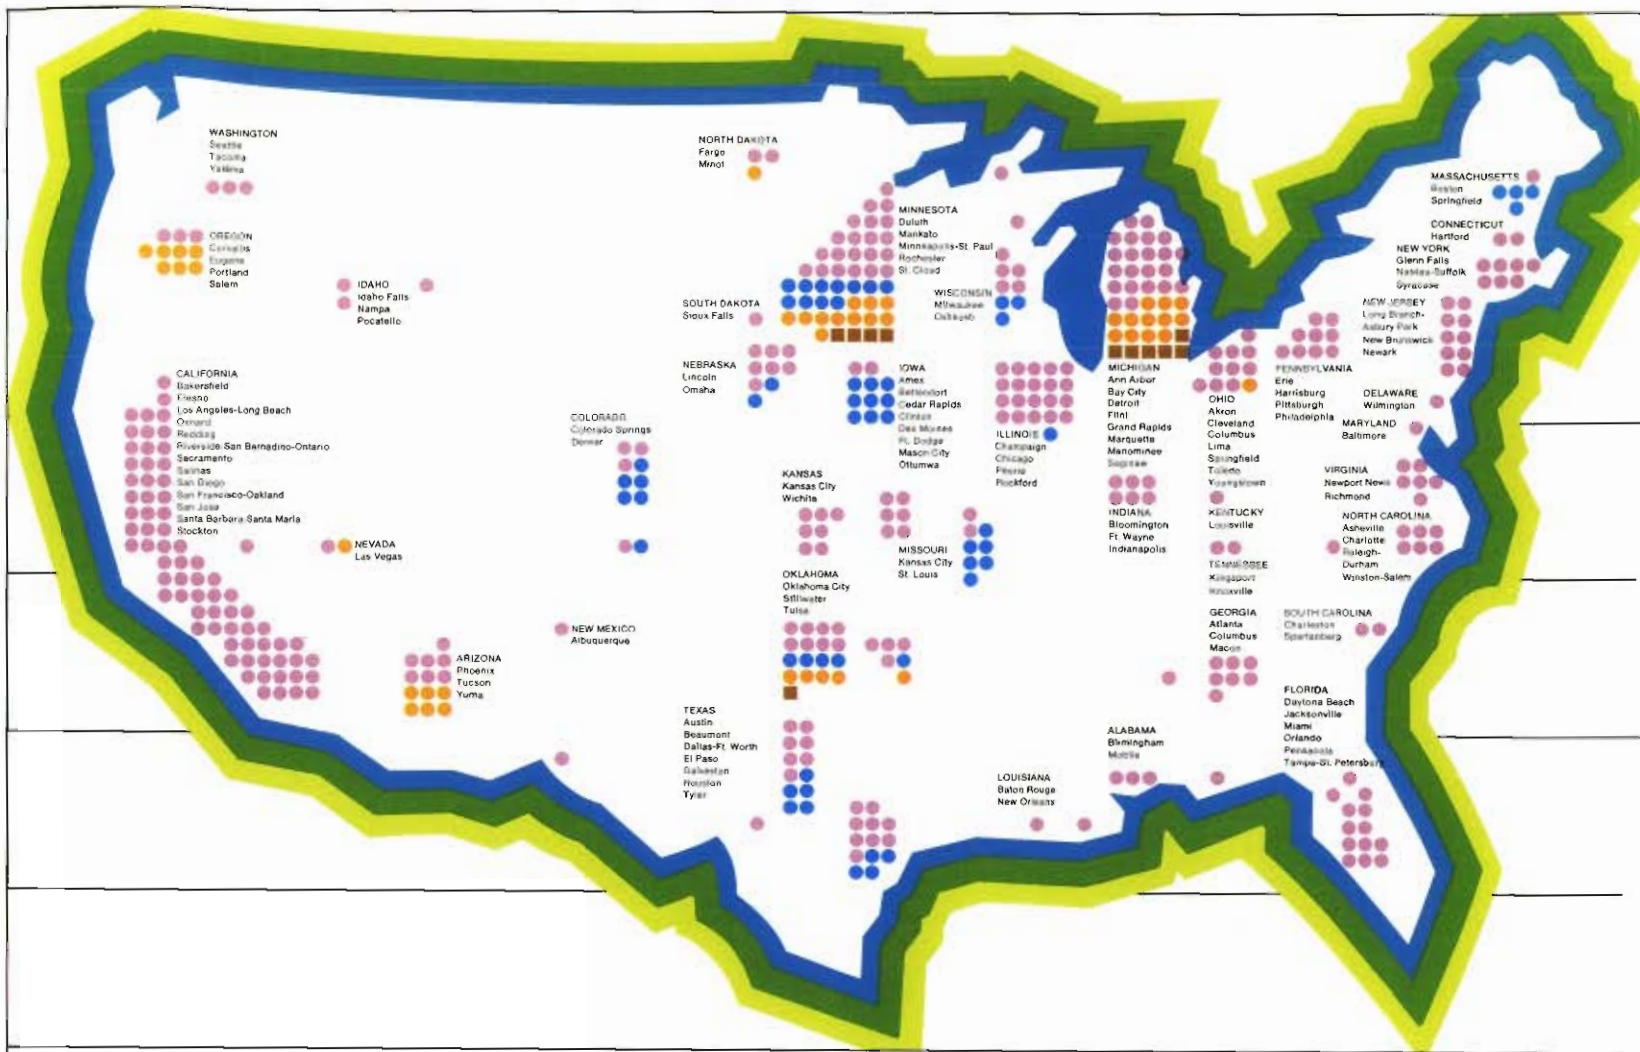 WASHINGTON
Seattle
Tacoma
Yakima
OREGON
Corvallis
Eugene
Portland
Salem
IDAHO
Idaho Falls
Nampa
Pocatello
CALIFORNIA
Bakersfield
Fresno
Los Angeles-Long Beach
Oxnard
Redding
Riverside-San Bernadino-Ontario
Sacramento
Salinas
San Diego
San Francisco-Oakland
San Jose
Santa Barbara-Santa Maria
Stockton
NEVADA
Las Vegas
ARIZONA
Phoenix
Tucson
Yuma
NEW MEXICO
Albuquerque
COLORADO
Colorado Springs
Denver
NORTH DAKOTA
Fargo
Minot
SOUTH DAKOTA
Sioux Falls
NEBRASKA
Lincoln
Omaha
KANSAS
Kansas City
Wichita
OKLAHOMA
Oklahoma City
Stillwater
Tulsa
TEXAS
Austin
Beaumont
Dallas-Ft. Worth
El Paso
Galveston
Houston
Tyler
MINNESOTA
Duluth
Mankato
Minneapolis-St. Paul
Rochester
St. Cloud
WISCONSIN
Milwaukee
Oshkosh
IOWA
Ames
Bettendorf
Cedar Rapids
Clinton
Des Moines
Ft. Dodge
Mason City
Ottumwa
MISSOURI
Kansas City
St. Louis
ILLINOIS
Champaign
Chicago
Peoria
Rockford
LOUISIANA
Baton Rouge
New Orleans
MICHIGAN
Ann Arbor
Bay City
Detroit
Flint
Grand Rapids
Marquette
Manominee
Saginaw
INDIANA
Bloomington
Ft. Wayne
Indianapolis
OHIO
Akron
Cleveland
Columbus
Lima
Springfield
Toledo
Youngstown
KENTUCKY
Louisville
TENNESSEE
Kingsport
Knoxville
GEORGIA
Atlanta
Columbus
Macon
ALABAMA
Birmingham
Mobile
MASSACHUSETTS
Boston
Springfield
CONNECTICUT
Hartford
NEW YORK
Glenn Falls
Nassau-Suffolk
Syracuse
NEW JERSEY
Long Branch-
Asbury Park
New Brunswick
Newark
PENNSYLVANIA
Erie
Harrisburg
Pittsburgh
Philadelphia
DELAWARE
Wilmington
MARYLAND
Baltimore
VIRGINIA
Newport News
Richmond
NORTH CAROLINA
Asheville
Charlotte
Raleigh-
Durham
Winston-Salem
SOUTH CAROLINA
Charleston
Spartanberg
FLORIDA
Daytona Beach
Jacksonville
Miami
Orlando
Pensacola
Tampa-St. Petersburg